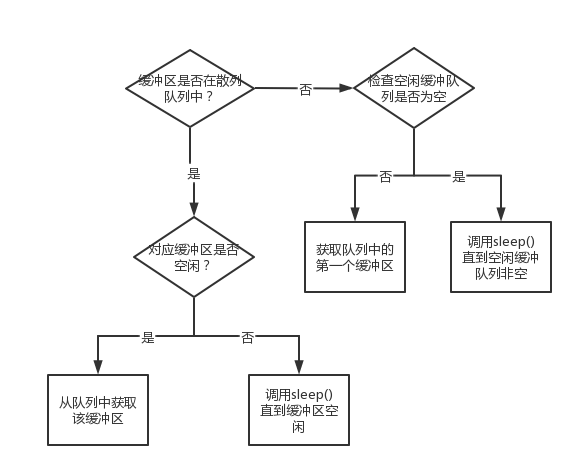 缓冲区是否在散列
队列中？
否
检查空闲缓冲队
列是否为空
是
否
是
对应缓冲区是否
空闲？
获取队列中的
第一个缓冲区
调用sleep()
直到空闲缓冲
队列非空
是
否
从队列中获取
该缓冲区
调用sleep()
直到缓冲区空
闲